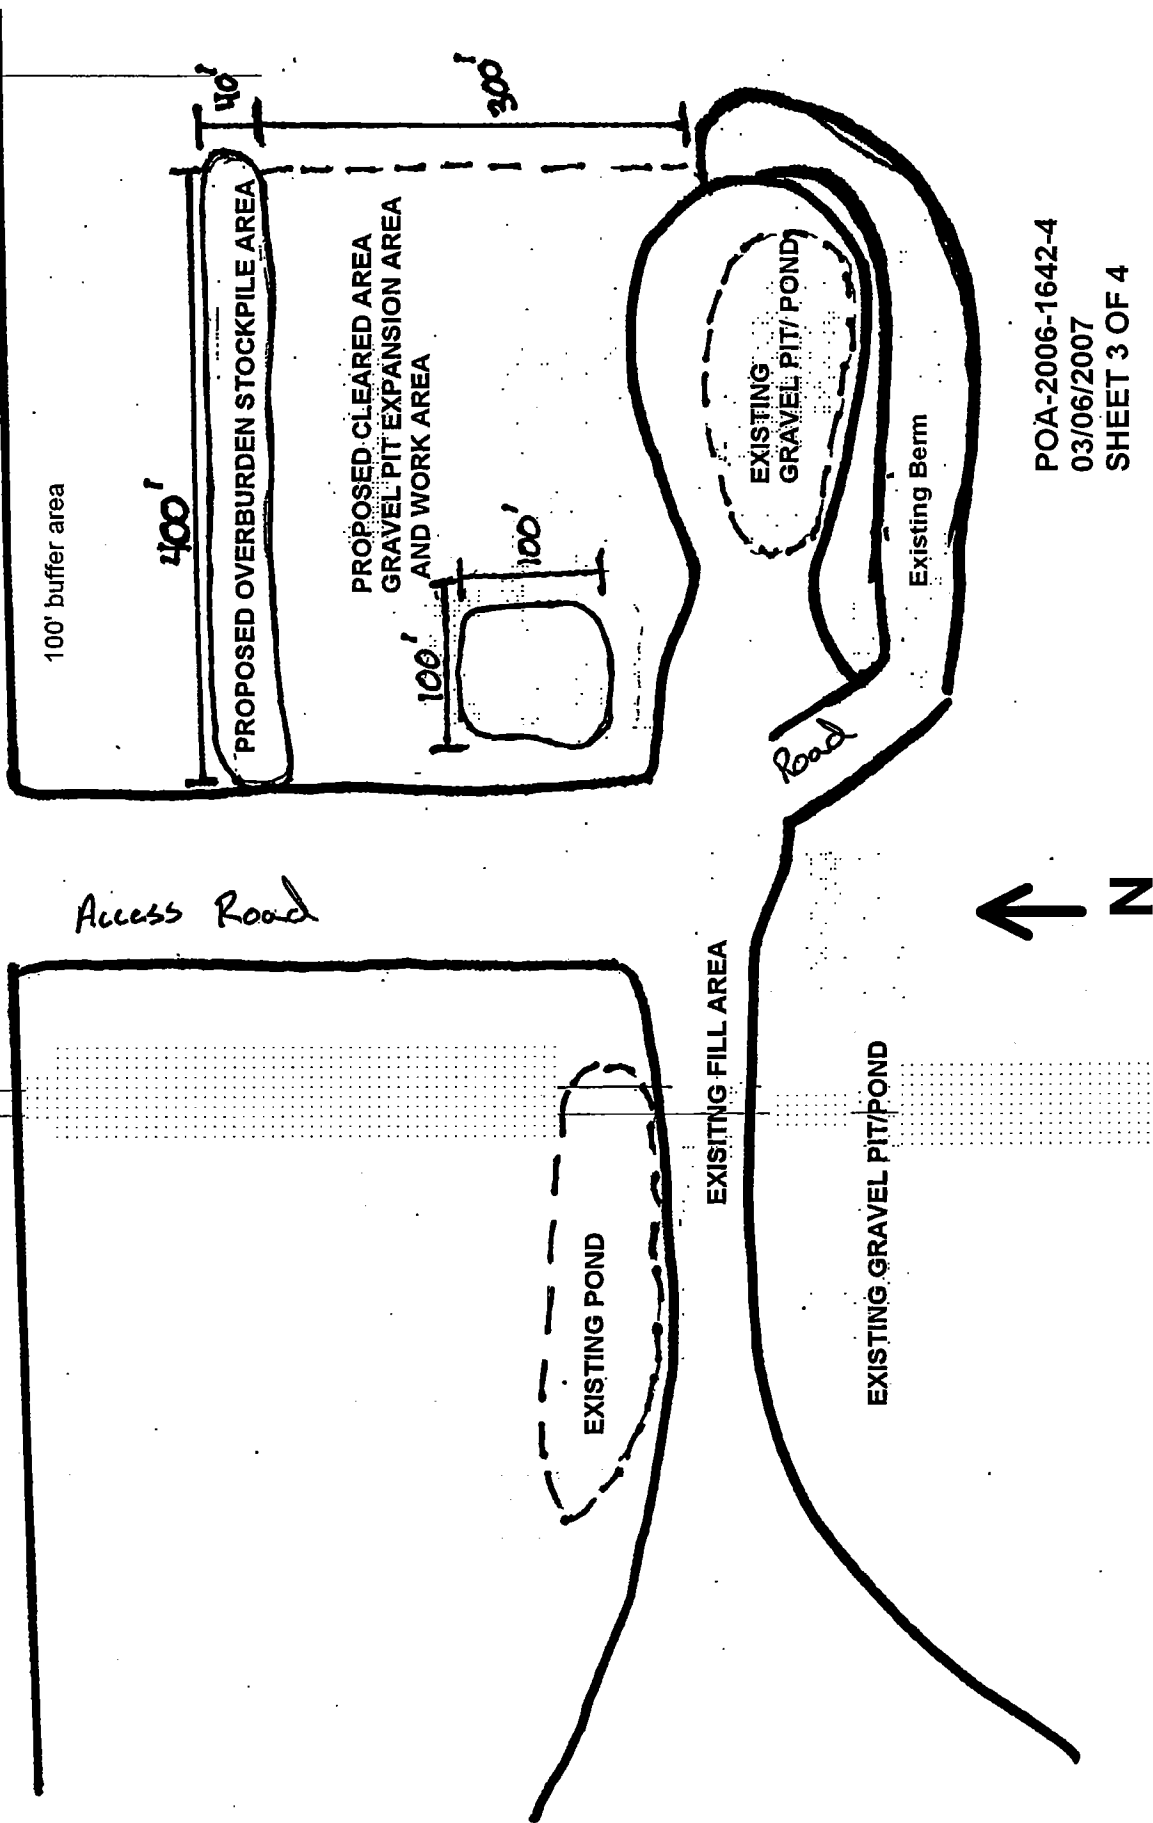 100' buffer area
40'
400'
PROPOSED OVERBURDEN STOCKPILE AREA
300'
PROPOSED CLEARED AREA
GRAVEL PIT EXPANSION AREA
AND WORK AREA
100'
100'
Access Road
EXISTING
GRAVEL PIT/ POND
EXISTING POND
EXISITNG FILL AREA
Road
Existing Berm
EXISTING GRAVEL PIT/POND
N
POA-2006-1642-4
03/06/2007
SHEET 3 OF 4